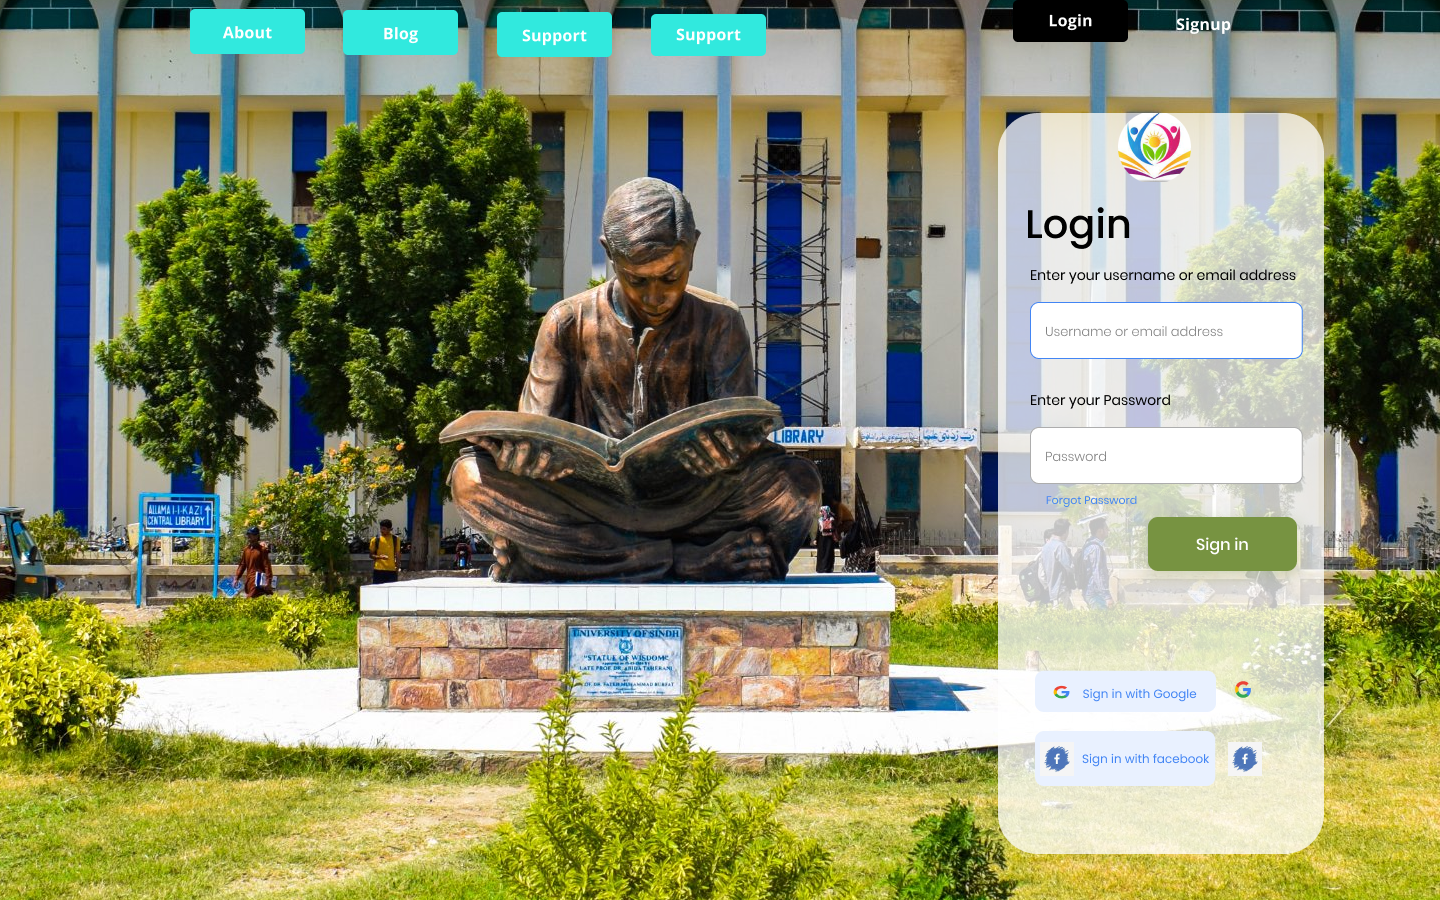 About
Blog
Support
Support
Login
Signup
Login
Enter your username or email address
Username or email address
Enter your Password
Password
Forgot Password
Sign in
Sign in with Google
Sign in with facebook
LIBRARY
ALLAMA I-I-KAZI
CENTRAL LIBRARY
UNIVERSITY OF SINDH
"STATUE OF WISDOM"
LATE PROF. DR. ABIDA TAHERANI